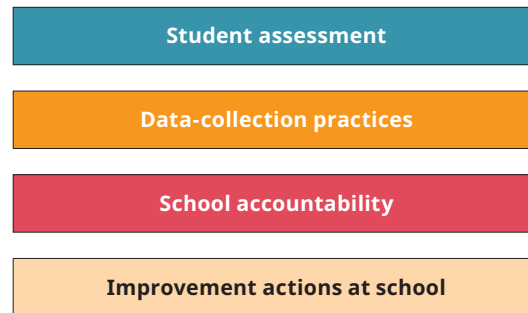 Student assessment
Data-collection practices
School accountability
Improvement actions at school